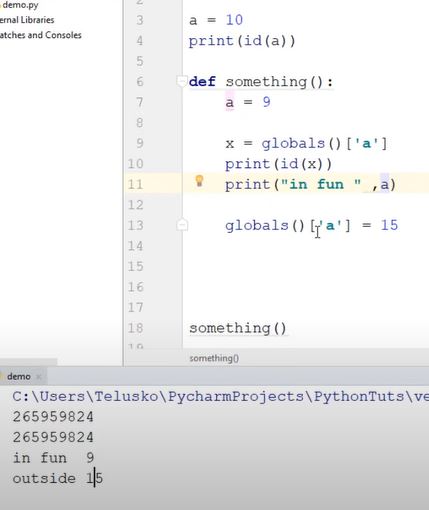 demo.py
ernal Libraries
atches and Consoles
3 a = 10
4 print(id(a))
5
6 def something():
7 a = 9
8
9 x = globals()['a']
10 print(id(x))
11 print("in fun " ,a)
12
13 globals()['a'] = 15
14
15
16
17
18 something()
19
something()
demo
C:\Users\Telusko\PycharmProjects\PythonTuts\ve
265959824
265959824
in fun  9
outside 15